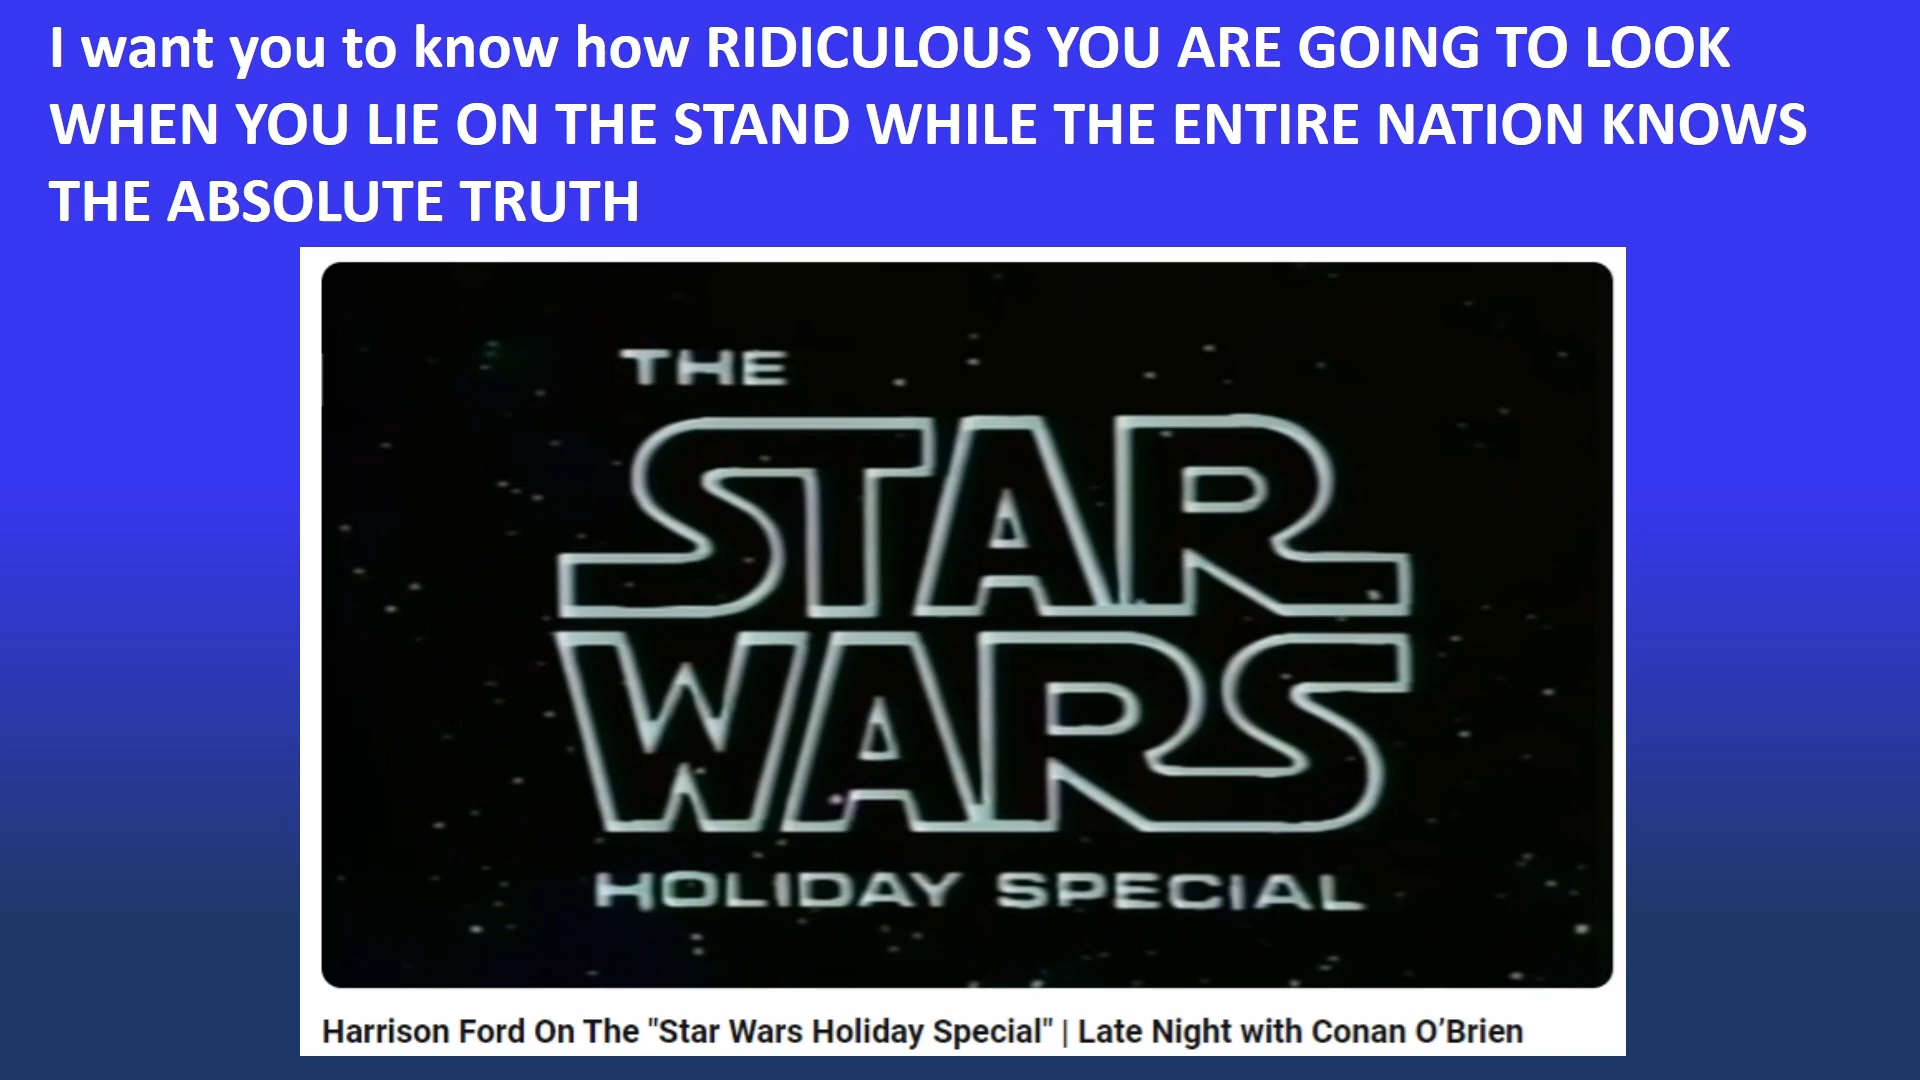 I want you to know how RIDICULOUS YOU ARE GOING TO LOOK
WHEN YOU LIE ON THE STAND WHILE THE ENTIRE NATION KNOWS
THE ABSOLUTE TRUTH
THE
STAR
WARS
HOLIDAY SPECIAL
Harrison Ford On The "Star Wars Holiday Special" | Late Night with Conan O’Brien